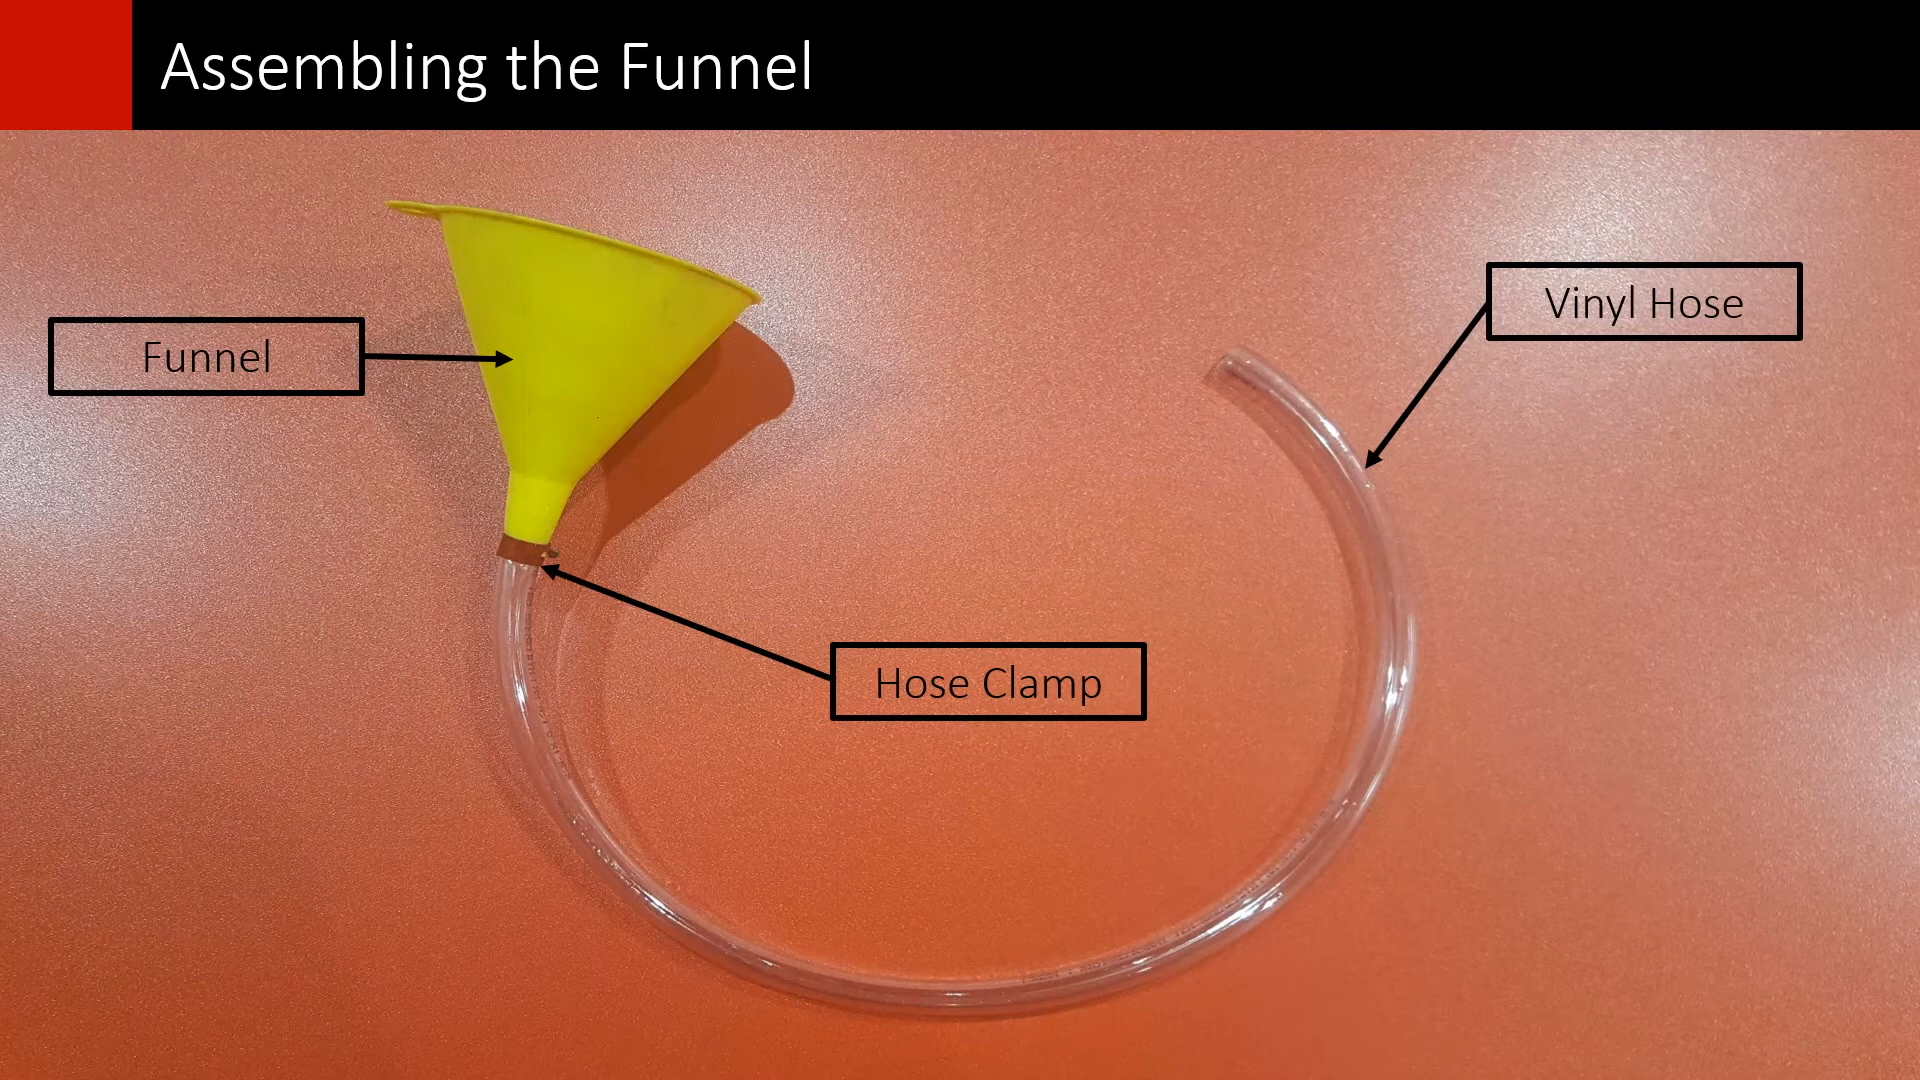 Assembling the Funnel
Funnel
Vinyl Hose
Hose Clamp